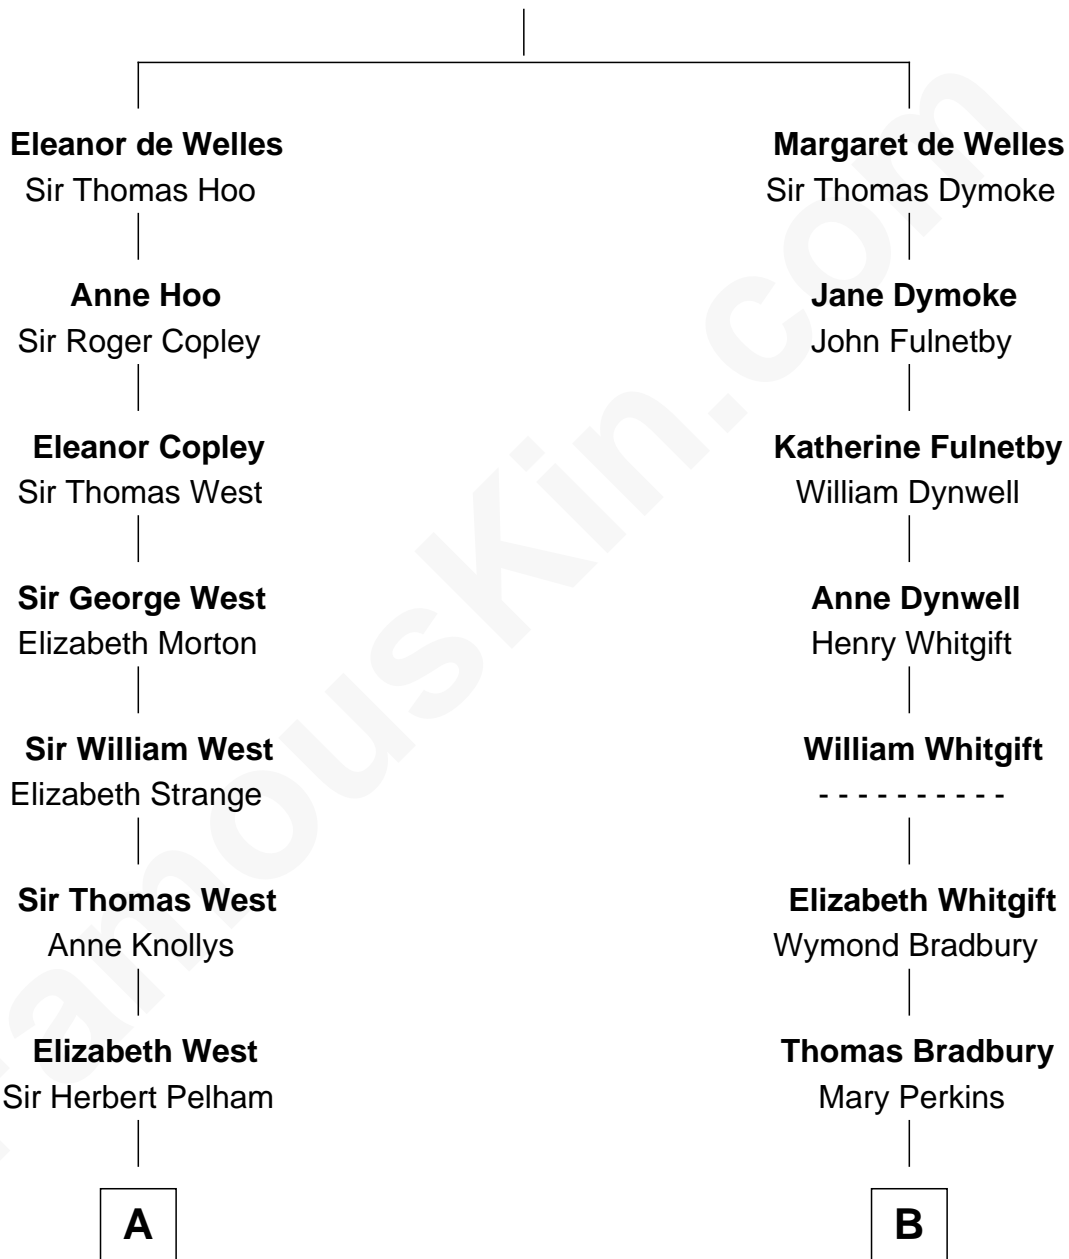 Eleanor de Welles
Sir Thomas Hoo
Anne Hoo
Sir Roger Copley
Eleanor Copley
Sir Thomas West
Sir George West
Elizabeth Morton
Sir William West
Elizabeth Strange
Sir Thomas West
Anne Knollys
Elizabeth West
Sir Herbert Pelham
A
Margaret de Welles
Sir Thomas Dymoke
Jane Dymoke
John Fulnetby
Katherine Fulnetby
William Dynwell
Anne Dynwell
Henry Whitgift
William Whitgift
- - - - - - - - - -
Elizabeth Whitgift
Wymond Bradbury
Thomas Bradbury
Mary Perkins
B
FamousKin.com